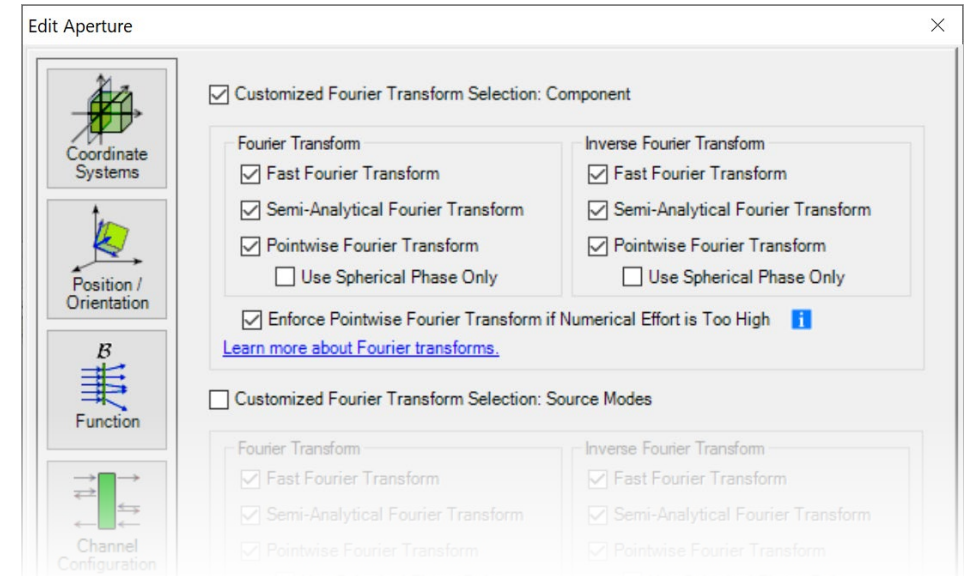 Edit Aperture
Coordinate
Systems
Position /
Orientation
B
Function
Channel
Configuration
Customized Fourier Transform Selection: Component
Fourier Transform
Fast Fourier Transform
Semi-Analytical Fourier Transform
Pointwise Fourier Transform
Use Spherical Phase Only
Inverse Fourier Transform
Fast Fourier Transform
Semi-Analytical Fourier Transform
Pointwise Fourier Transform
Use Spherical Phase Only
Enforce Pointwise Fourier Transform if Numerical Effort is Too High i
Learn more about Fourier transforms.
Customized Fourier Transform Selection: Source Modes
Fourier Transform
Fast Fourier Transform
Semi-Analytical Fourier Transform
Pointwise Fourier Transform
Inverse Fourier Transform
Fast Fourier Transform
Semi-Analytical Fourier Transform
Pointwise Fourier Transform